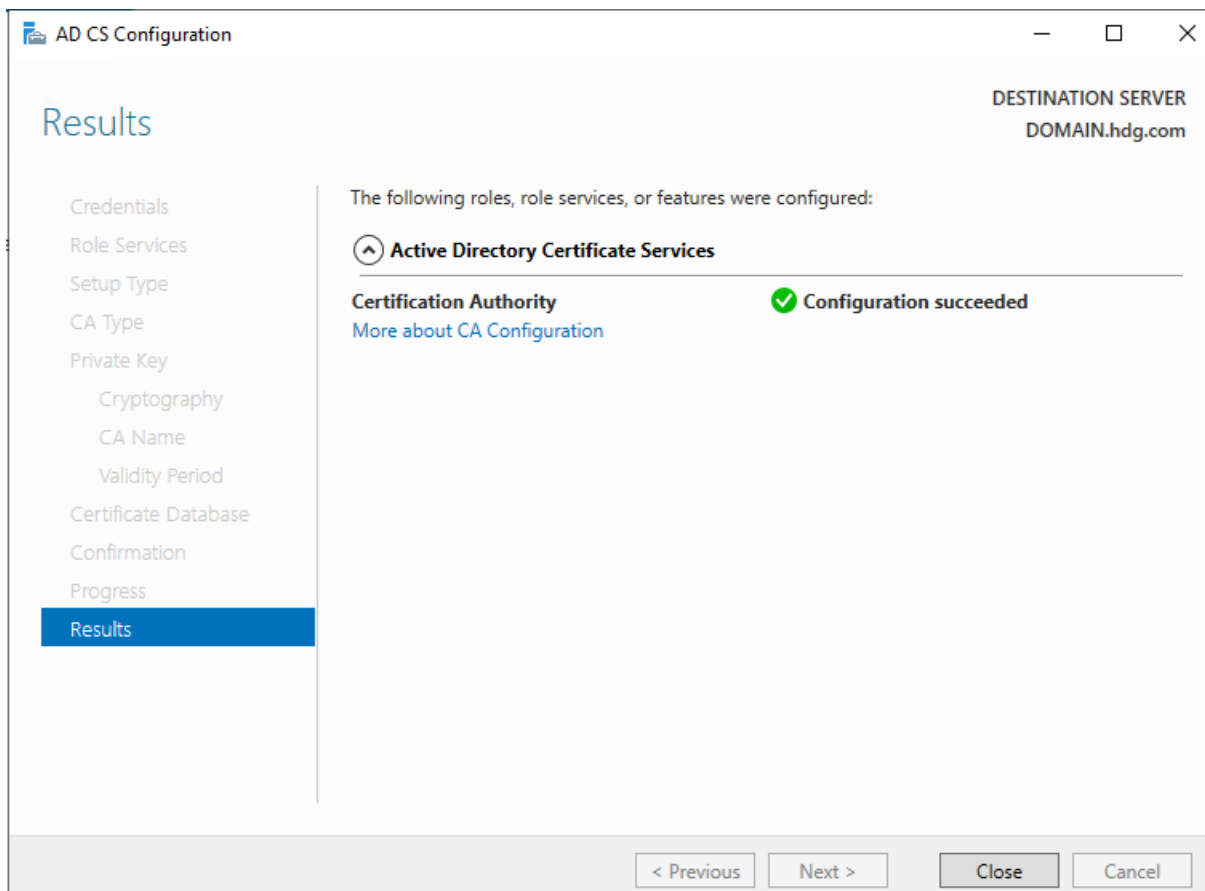 AD CS Configuration
Results
DESTINATION SERVER
DOMAIN.hdg.com
Credentials
Role Services
Setup Type
CA Type
Private Key
Cryptography
CA Name
Validity Period
Certificate Database
Confirmation
Progress
Results
The following roles, role services, or features were configured:
Active Directory Certificate Services
Certification Authority
Configuration succeeded
More about CA Configuration
< Previous
Next >
Close
Cancel